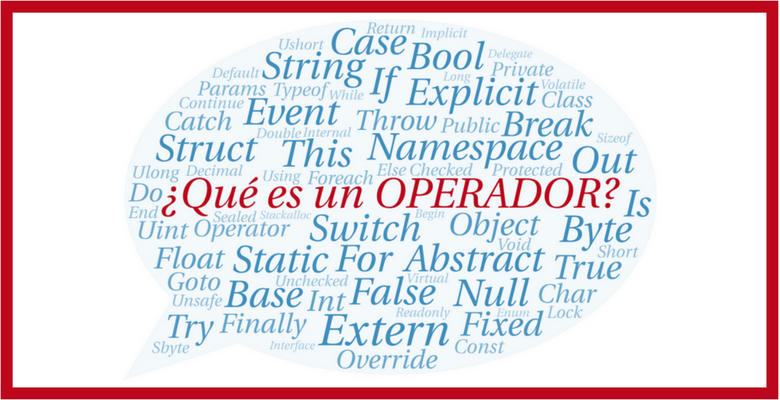 Return Implicit
Ushort Case Bool Delegate
Default String If Long Private
Params Typeof While Explicit Volatile
Continue Event Class
Catch Throw Public Break
Double Internal Sizeof
Struct This Namespace Out
Ulong Decimal Using Foreach Else Checked Protected
Do ¿Qué es un OPERADOR? Is
End Sealed Stackalloc Begin
Uint Operator Switch Object Byte
Void Short
Float Static For Abstract True
Goto Unchecked Virtual
Unsafe Base Int False Null Char
Readonly Enum Lock
Try Finally Extern Fixed
Sbyte Interface Const
Override